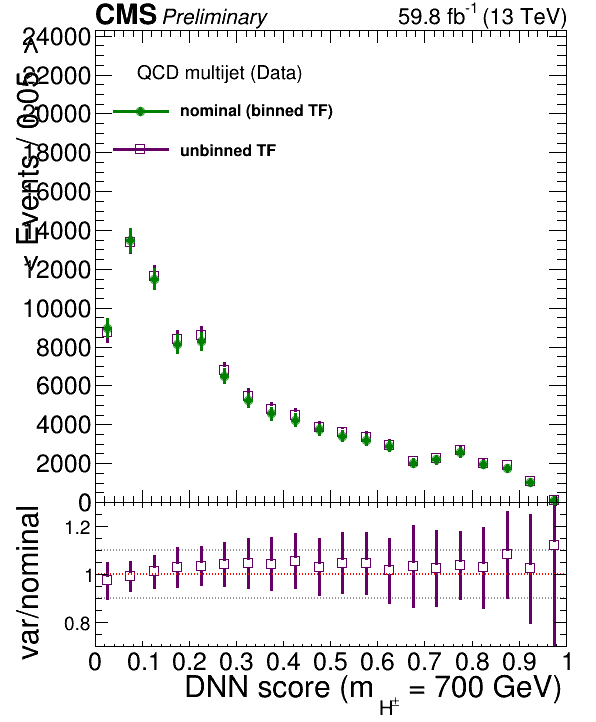 CMS Preliminary 59.8 fb⁻¹ (13 TeV)
< Events / 0.05 >
24000
22000
20000
18000
16000
14000
12000
10000
8000
6000
4000
2000
0
QCD multijet (Data)
nominal (binned TF)
unbinned TF
var/nominal
1.2
1
0.8
0 0.1 0.2 0.3 0.4 0.5 0.6 0.7 0.8 0.9 1
DNN score (m_H± = 700 GeV)